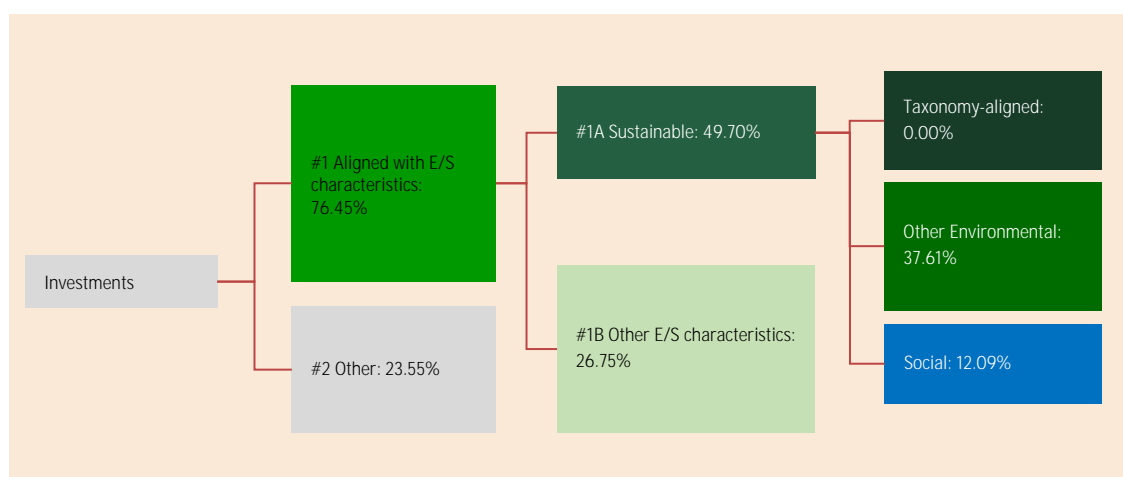 Investments
#1 Aligned with E/S
characteristics:
76.45%
#2 Other: 23.55%
#1A Sustainable: 49.70%
#1B Other E/S characteristics:
26.75%
Taxonomy-aligned:
0.00%
Other Environmental:
37.61%
Social: 12.09%